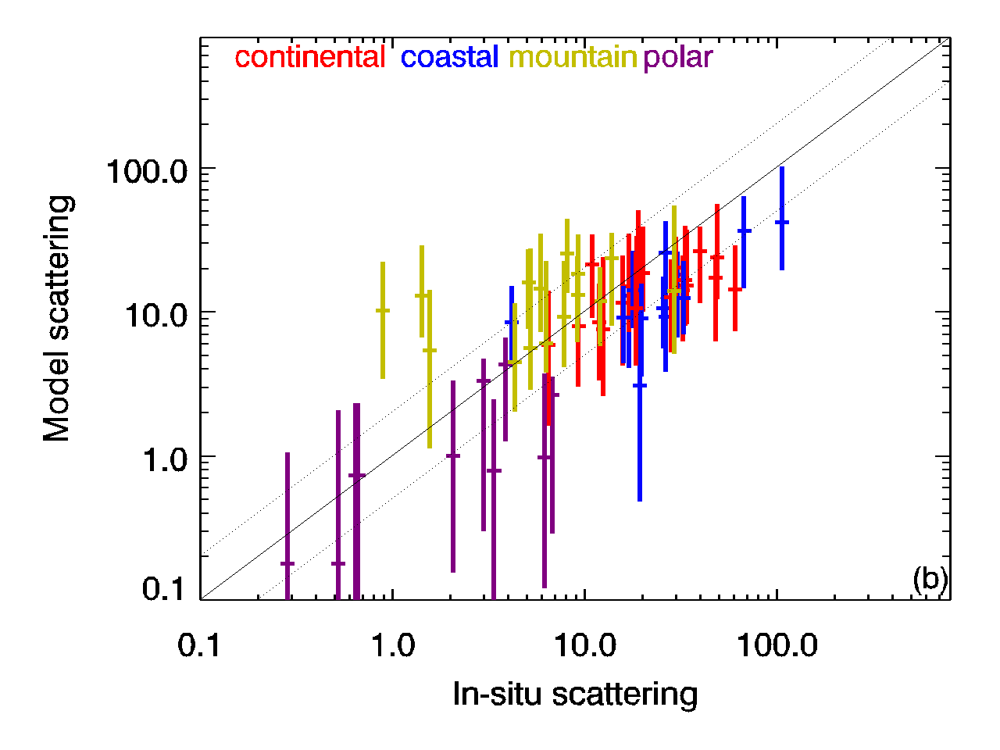 continental coastal mountain polar
100.0
10.0
1.0
0.1
Model scattering
(b)
0.1 1.0 10.0 100.0
In-situ scattering